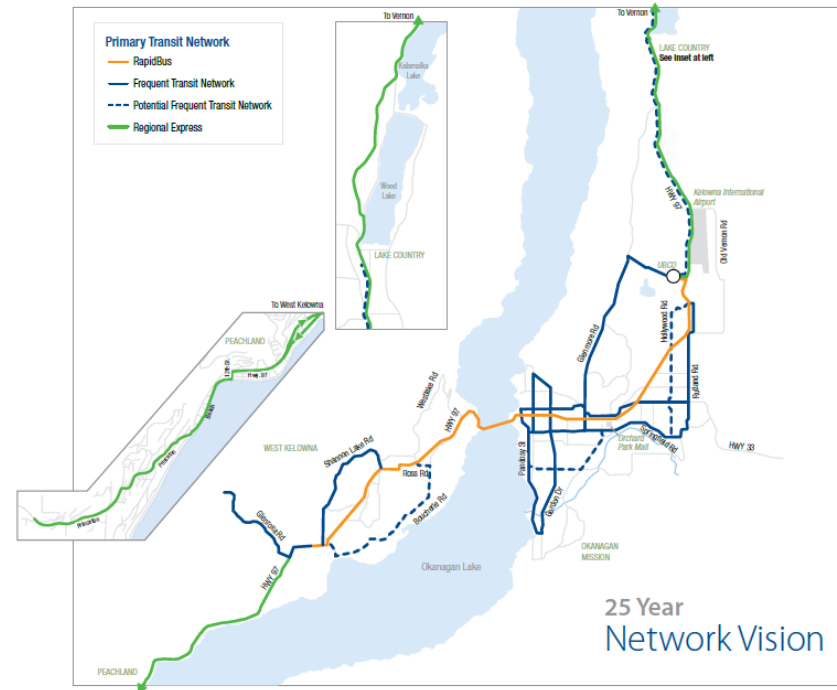 To Vernon
Kalamalka
Lake
Wood
Lake
LAKE COUNTRY
Primary Transit Network
RapidBus
Frequent Transit Network
Potential Frequent Transit Network
Regional Express
To Vernon
LAKE COUNTRY
See Inset at left
Kelowna International
Airport
HWY 97
Old Vernon Rd
UBCO
Hollywood Rd
Glenmore Rd
Rutland Rd
To West Kelowna
PEACHLAND
HWY. 97
Beach
Princeton
WEST KELOWNA
Westlake Rd
HWY 97
Shannon Lake Rd
Ross Rd
Boucherie Rd
Glenrosa Rd
HWY 97
PEACHLAND
Okanagan Lake
Pandosy St
Gordon Dr
Orchard
Park Mall
Springfield Rd
HWY 33
OKANAGAN
MISSION
25 Year
Network Vision